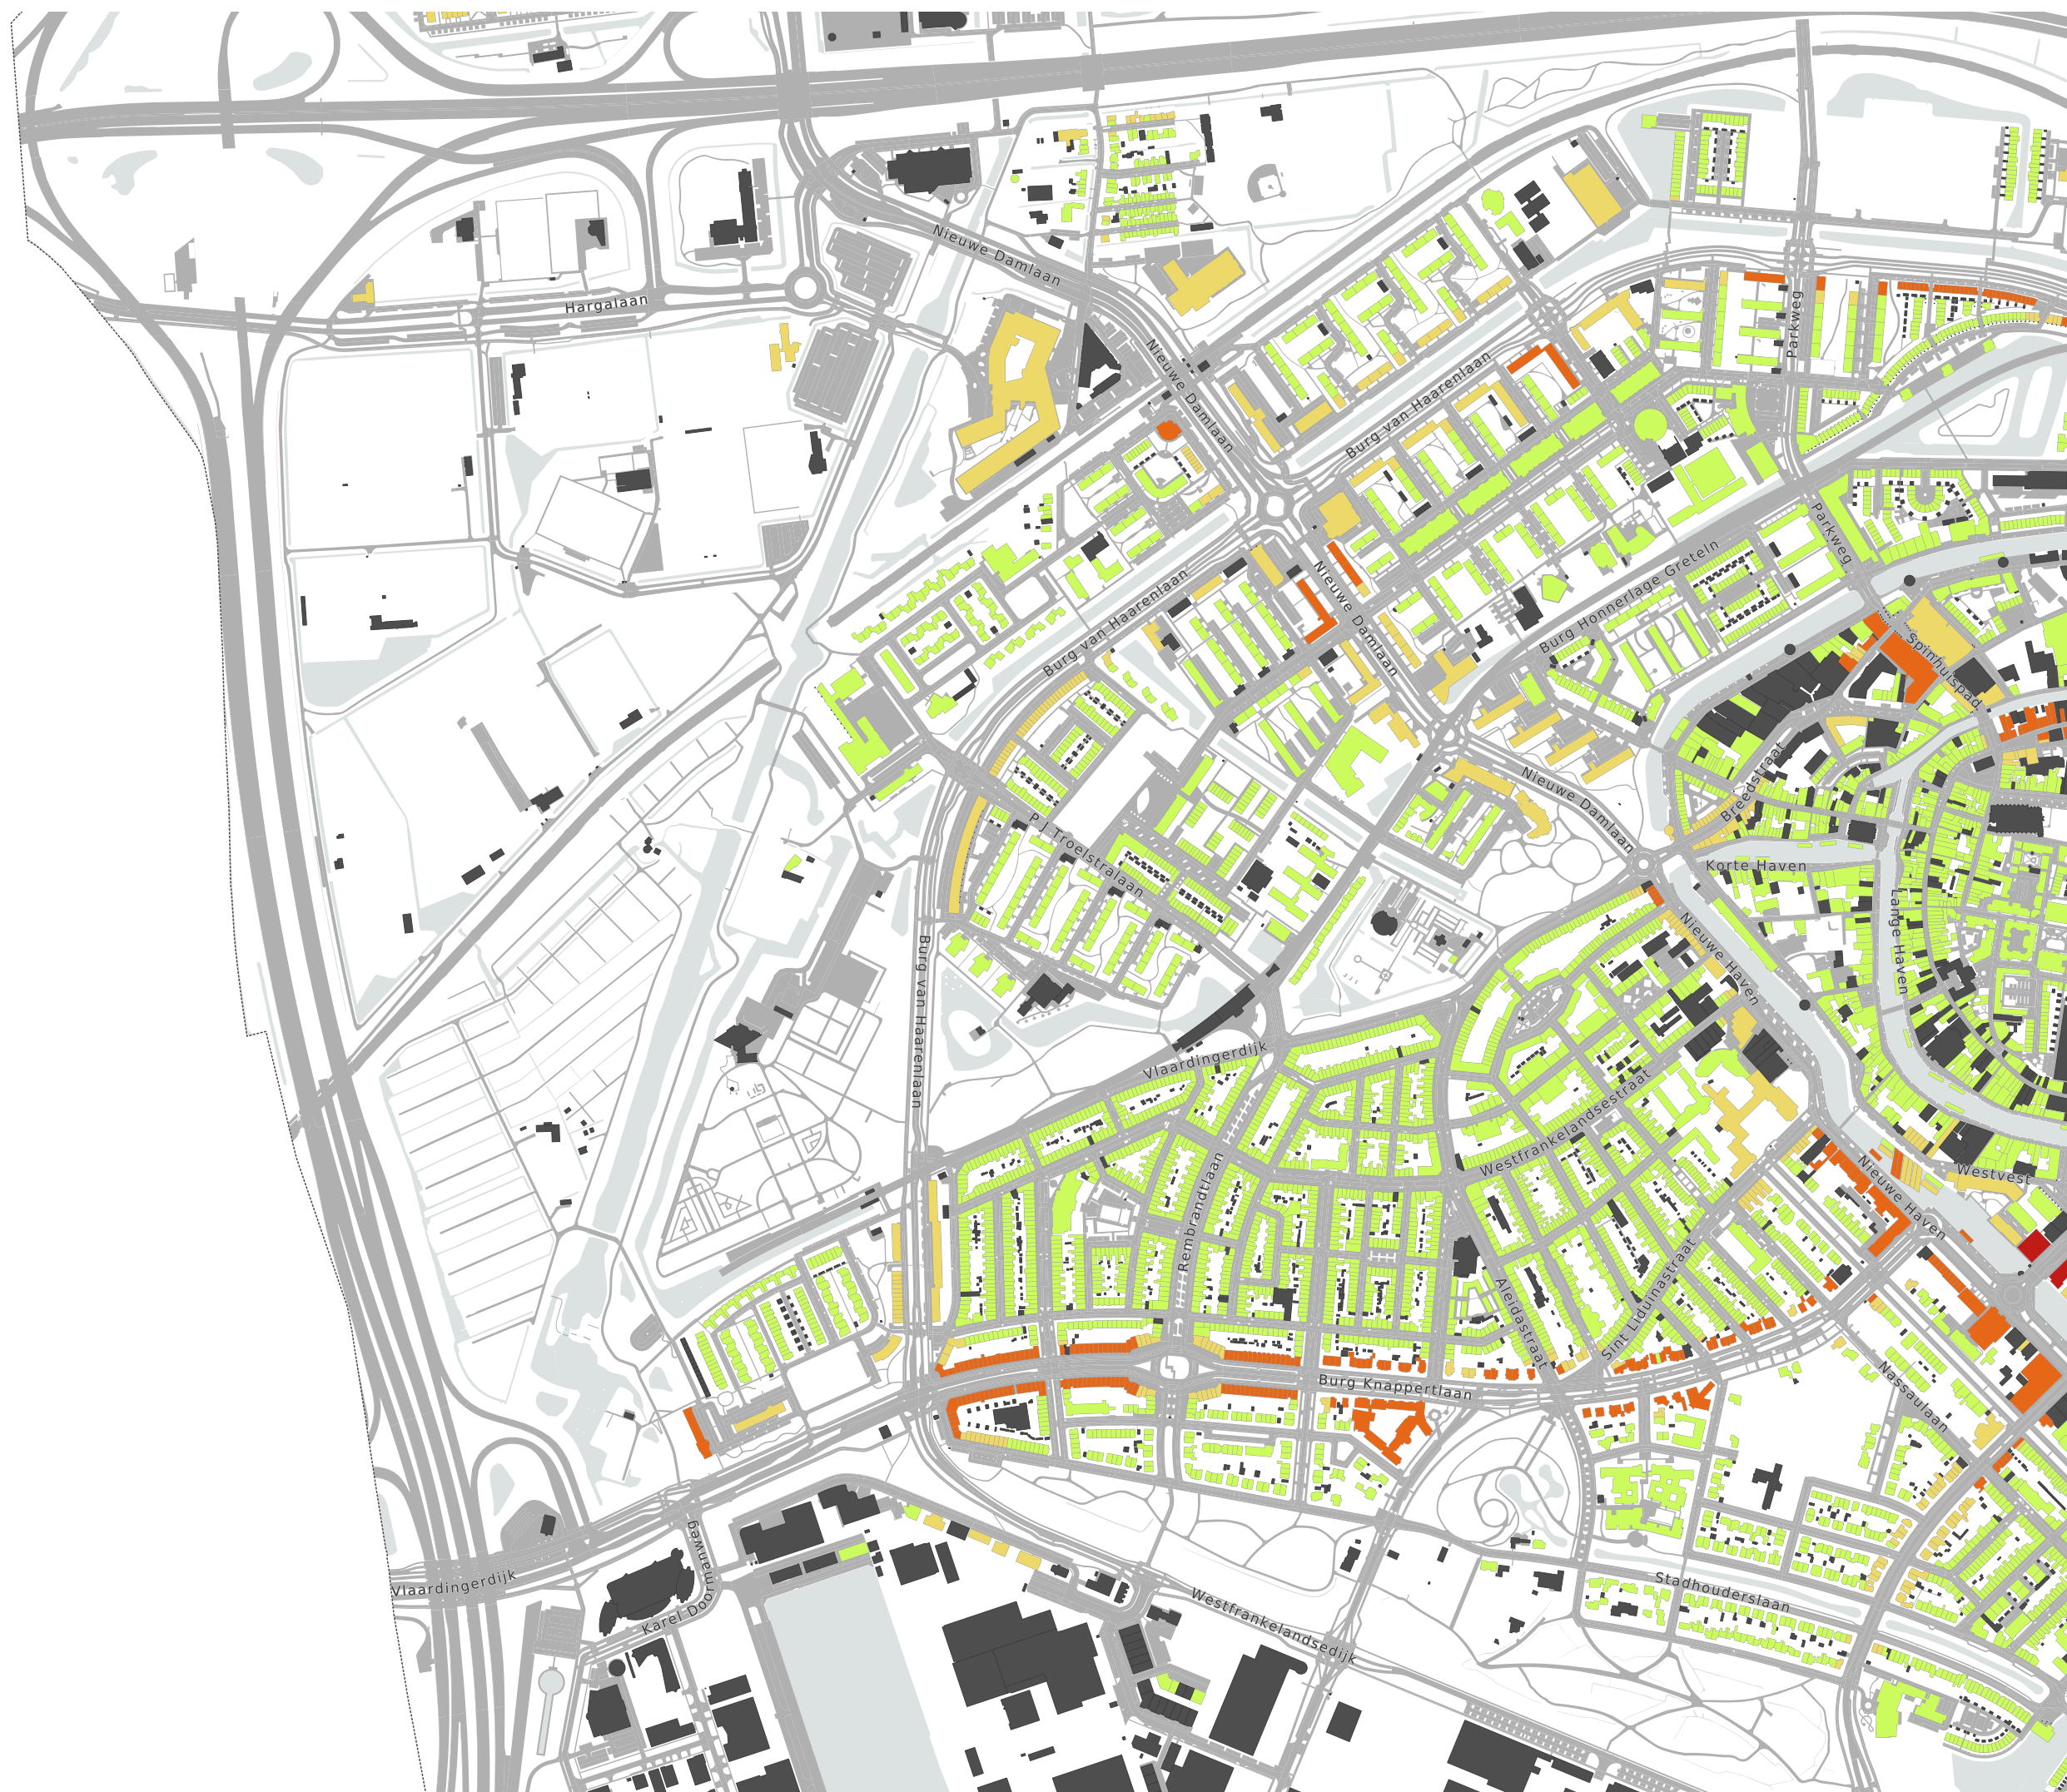 Nieuwe Damlaan
Hargalaan
Parkweg
Nieuwe Damlaan
Burg van Haarenlaan
Parkweg
Burg Honnerlage Greteln
Nieuwe Damlaan
Burg van Haarenlaan
Spinhuispad
Breedstraat
Nieuwe Damlaan
P J Troelstralaan
Korte Haven
Lange Haven
Nieuwe Haven
Burg van Haarenlaan
Vlaardingerdijk
Westfrankelandsestraat
Westvest
Nieuwe Haven
Rembrandtlaan
Aleidastraat
Sint Liduinastraat
Burg Knappertlaan
Nassaulaan
Vlaardingerdijk
Karel Doormanweg
Stadhouderslaan
Westfrankelandsedijk